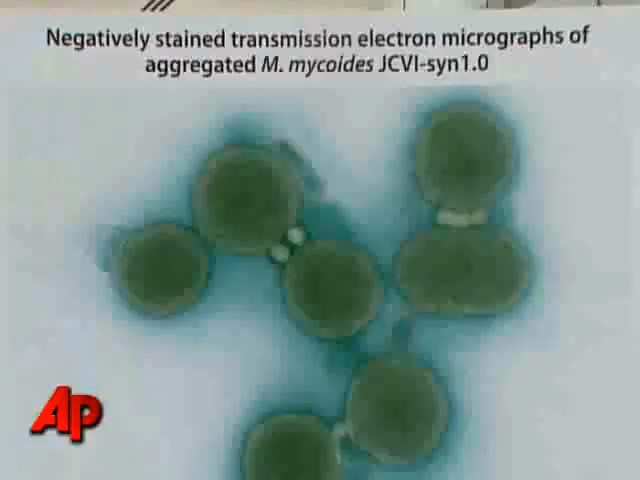 Negatively stained transmission electron micrographs of
aggregated M. mycoides JCVI-syn1.0
AP